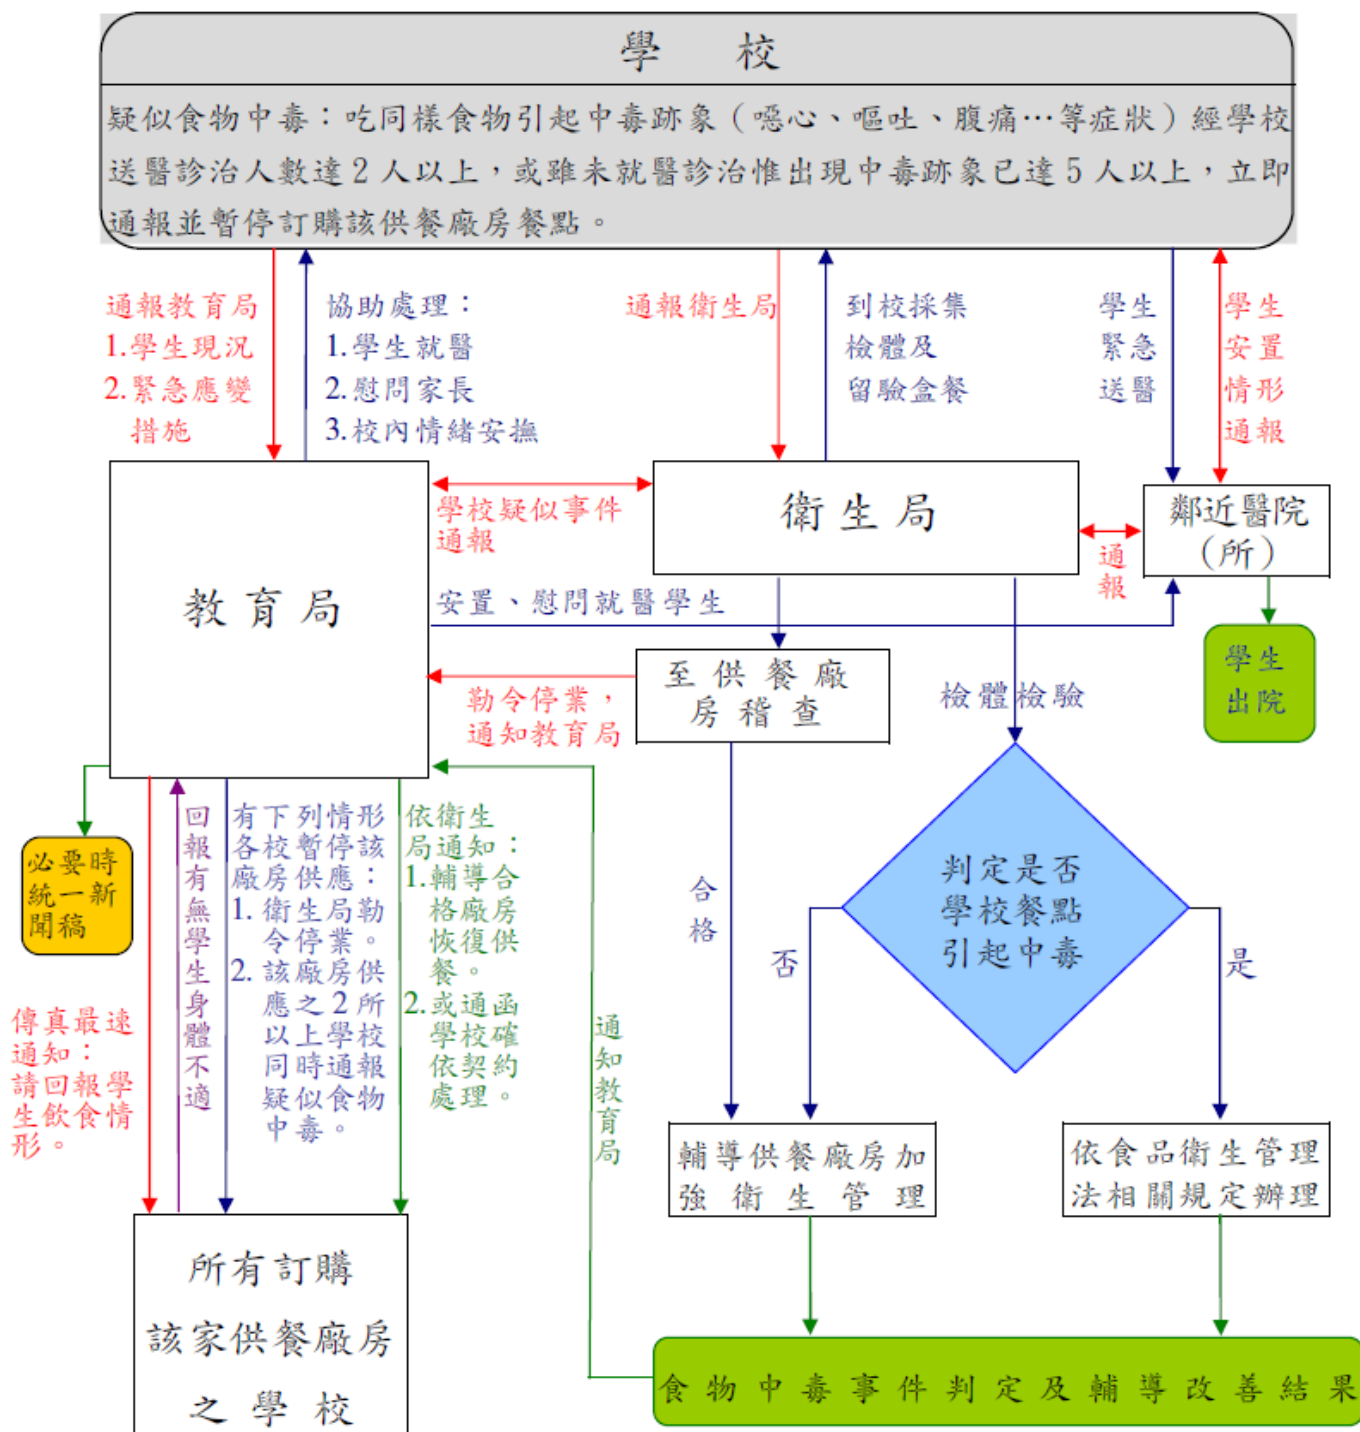 學 校
疑似食物中毒：吃同樣食物引起中毒跡象（噁心、嘔吐、腹痛…等症狀）經學校
送醫診治人數達2人以上，或雖未就醫診治惟出現中毒跡象已達5人以上，立即
通報並暫停訂購該供餐廠房餐點。
通報教育局
1.學生現況
2.緊急應變
措施
協助處理：
1.學生就醫
2.慰問家長
3.校內情緒安撫
通報衛生局
到校採集
檢體及
留驗盒餐
學生
緊急
送醫
學生
安置
情形
通報
教育局
學校疑似事件
通報
衛生局
通報
鄰近醫院
（所）
安置、慰問就醫學生
學生
出院
至供餐廠
房稽查
勒令停業，
通知教育局
檢體檢驗
必要時
統一新
聞稿
傳真最速
通知：
請回報學
生飲食情
形。
回報有無學生身體不適
有下列情形
各校暫停該
廠房供應：
1. 衛生局勒
令停業。
2. 該廠房供
應之2所
以上學校
同時通報
疑似食物
中毒。
依衛生
局通知：
1.輔導合
格廠房
恢復供
餐。
2.或通函
學校確
依契約
處理。
通知教育局
合格
判定是否
學校餐點
引起中毒
否
是
輔導供餐廠房加
強衛生管理
依食品衛生管理
法相關規定辦理
所有訂購
該家供餐廠房
之學校
食物中毒事件判定及輔導改善結果